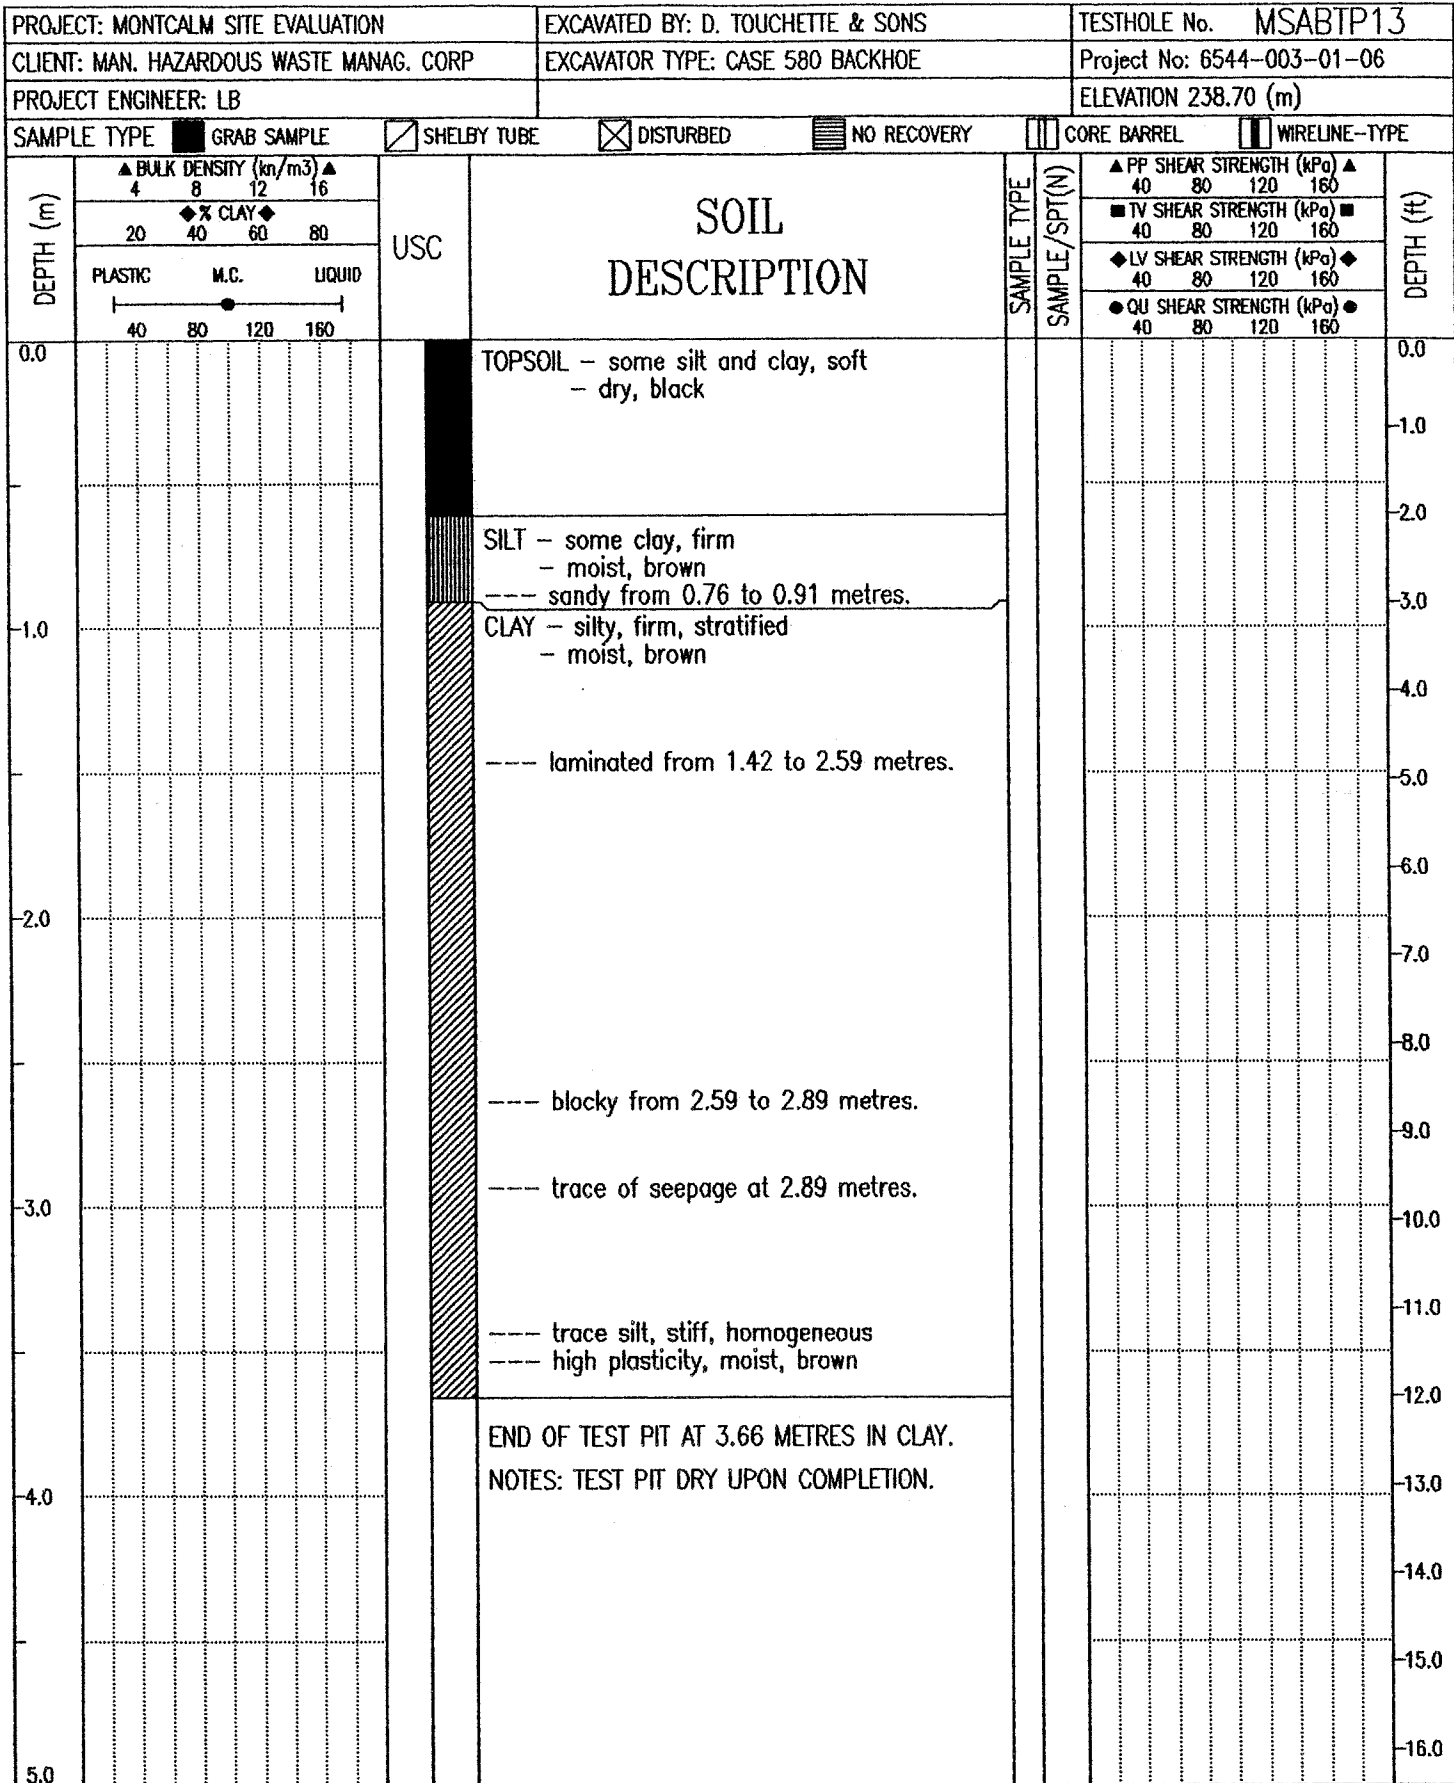 PROJECT: MONTCALM SITE EVALUATION EXCAVATED BY: D. TOUCHETTE & SONS TESTHOLE No. MSABTP13
CLIENT: MAN. HAZARDOUS WASTE MANAG. CORP EXCAVATOR TYPE: CASE 580 BACKHOE Project No: 6544-003-01-06
PROJECT ENGINEER: LB ELEVATION 238.70 (m)
SAMPLE TYPE GRAB SAMPLE SHELBY TUBE DISTURBED NO RECOVERY CORE BARREL WIRELINE-TYPE
DEPTH (m)
▲ BULK DENSITY (kn/m3) ▲
4 8 12 16
◆ % CLAY ◆
20 40 60 80
PLASTIC M.C. LIQUID
40 80 120 160
USC
SOIL
DESCRIPTION
SAMPLE TYPE
SAMPLE/SPT(N)
▲ PP SHEAR STRENGTH (kPa) ▲
40 80 120 160
■ TV SHEAR STRENGTH (kPa) ■
40 80 120 160
◆ LV SHEAR STRENGTH (kPa) ◆
40 80 120 160
● QU SHEAR STRENGTH (kPa) ●
40 80 120 160
DEPTH (ft)
0.0
1.0
2.0
3.0
4.0
5.0
TOPSOIL – some silt and clay, soft
– dry, black
SILT – some clay, firm
– moist, brown
--- sandy from 0.76 to 0.91 metres.
CLAY – silty, firm, stratified
– moist, brown
--- laminated from 1.42 to 2.59 metres.
--- blocky from 2.59 to 2.89 metres.
--- trace of seepage at 2.89 metres.
--- trace silt, stiff, homogeneous
--- high plasticity, moist, brown
END OF TEST PIT AT 3.66 METRES IN CLAY.
NOTES: TEST PIT DRY UPON COMPLETION.
0.0
1.0
2.0
3.0
4.0
5.0
6.0
7.0
8.0
9.0
10.0
11.0
12.0
13.0
14.0
15.0
16.0